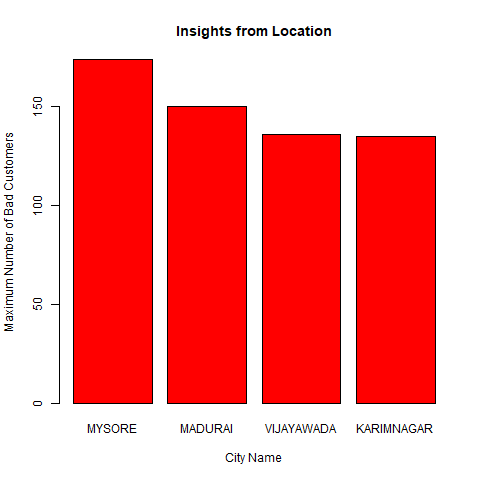 Insights from Location
Maximum Number of Bad Customers
150
100
50
0
MYSORE MADURAI VIJAYAWADA KARIMNAGAR
City Name